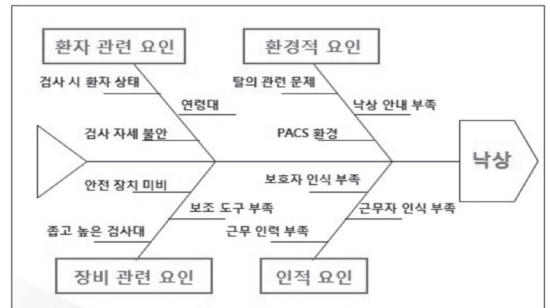 환자 관련 요인
환경적 요인
검사 시 환자 상태
탈의 관련 문제
연령대
낙상 안내 부족
검사 자세 불안
PACS 환경
낙상
안전 장치 미비
보호자 인식 부족
보조 도구 부족
근무자 인식 부족
좁고 높은 검사대
근무 인력 부족
장비 관련 요인
인적 요인